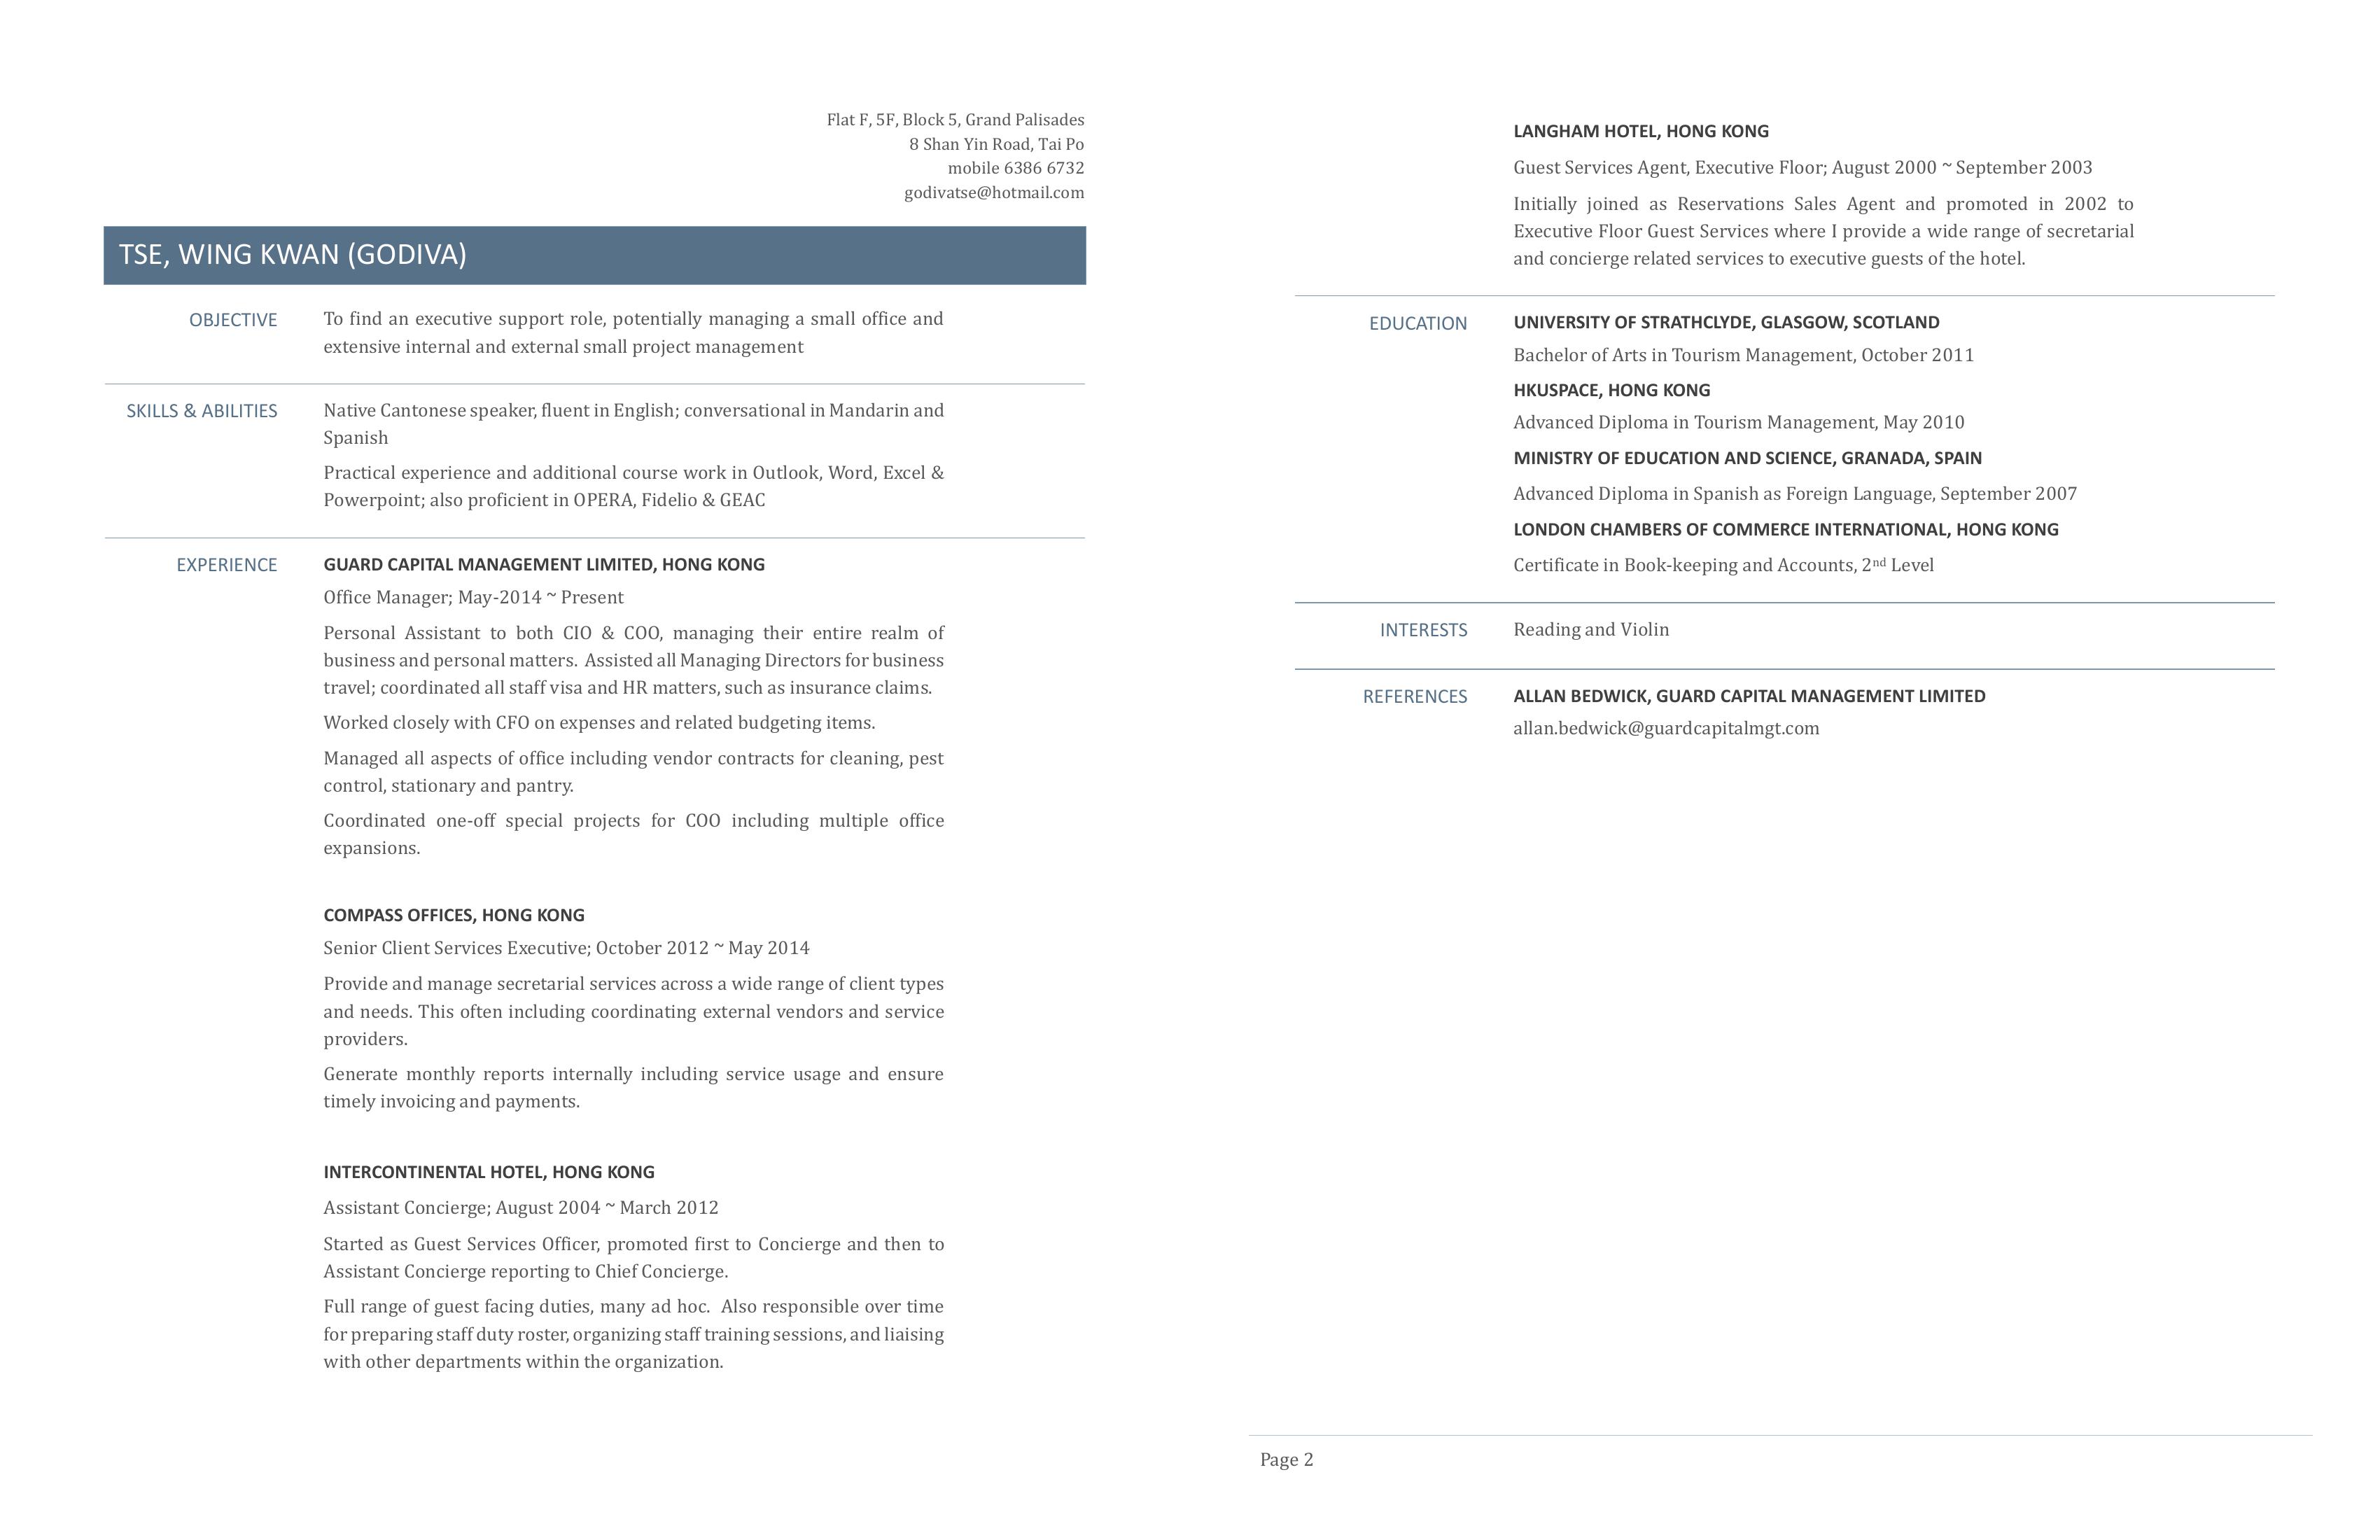 Flat F, 5F, Block 5, Grand Palisades
8 Shan Yin Road, Tai Po
mobile 6386 6732
godivatse@hotmail.com
TSE, WING KWAN (GODIVA)
OBJECTIVE
To find an executive support role, potentially managing a small office and
extensive internal and external small project management
SKILLS & ABILITIES
Native Cantonese speaker, fluent in English; conversational in Mandarin and
Spanish
Practical experience and additional course work in Outlook, Word, Excel &
Powerpoint; also proficient in OPERA, Fidelio & GEAC
EXPERIENCE
GUARD CAPITAL MANAGEMENT LIMITED, HONG KONG
Office Manager; May-2014 ~ Present
Personal Assistant to both CIO & COO, managing their entire realm of
business and personal matters.  Assisted all Managing Directors for business
travel; coordinated all staff visa and HR matters, such as insurance claims.
Worked closely with CFO on expenses and related budgeting items.
Managed all aspects of office including vendor contracts for cleaning, pest
control, stationary and pantry.
Coordinated one-off special projects for COO including multiple office
expansions.
COMPASS OFFICES, HONG KONG
Senior Client Services Executive; October 2012 ~ May 2014
Provide and manage secretarial services across a wide range of client types
and needs. This often including coordinating external vendors and service
providers.
Generate monthly reports internally including service usage and ensure
timely invoicing and payments.
INTERCONTINENTAL HOTEL, HONG KONG
Assistant Concierge; August 2004 ~ March 2012
Started as Guest Services Officer, promoted first to Concierge and then to
Assistant Concierge reporting to Chief Concierge.
Full range of guest facing duties, many ad hoc.  Also responsible over time
for preparing staff duty roster, organizing staff training sessions, and liaising
with other departments within the organization.
LANGHAM HOTEL, HONG KONG
Guest Services Agent, Executive Floor; August 2000 ~ September 2003
Initially joined as Reservations Sales Agent and promoted in 2002 to
Executive Floor Guest Services where I provide a wide range of secretarial
and concierge related services to executive guests of the hotel.
EDUCATION
UNIVERSITY OF STRATHCLYDE, GLASGOW, SCOTLAND
Bachelor of Arts in Tourism Management, October 2011
HKUSPACE, HONG KONG
Advanced Diploma in Tourism Management, May 2010
MINISTRY OF EDUCATION AND SCIENCE, GRANADA, SPAIN
Advanced Diploma in Spanish as Foreign Language, September 2007
LONDON CHAMBERS OF COMMERCE INTERNATIONAL, HONG KONG
Certificate in Book-keeping and Accounts, 2nd Level
INTERESTS
Reading and Violin
REFERENCES
ALLAN BEDWICK, GUARD CAPITAL MANAGEMENT LIMITED
allan.bedwick@guardcapitalmgt.com
Page 2